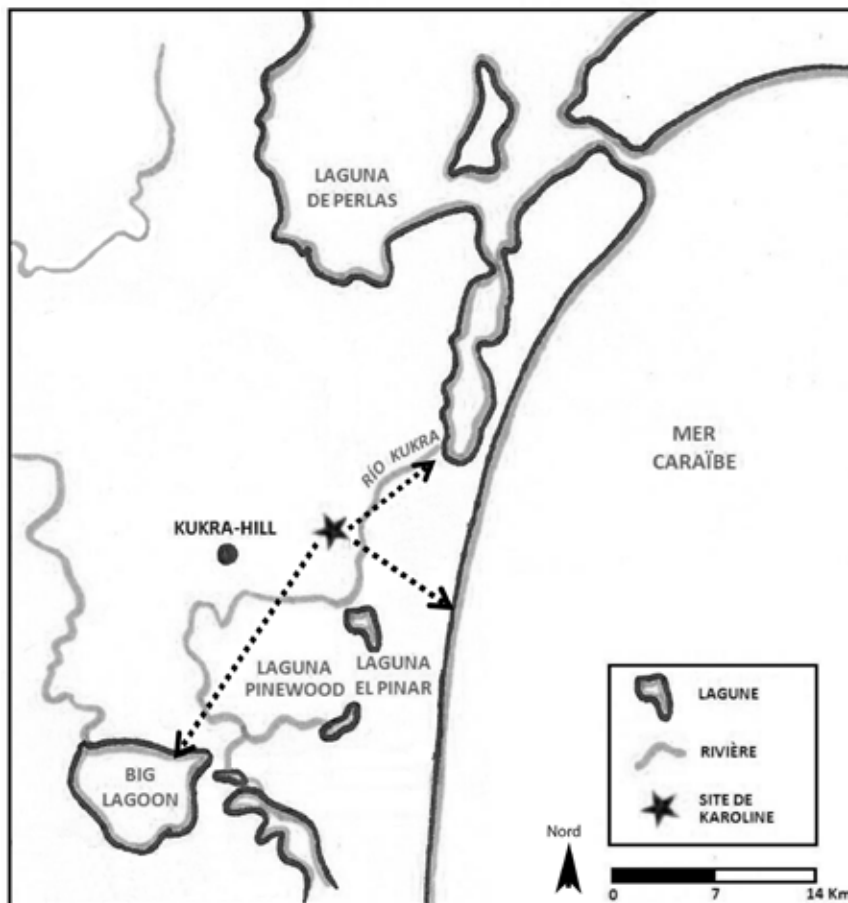 LAGUNA
DE PERLAS
MER
CARAÏBE
RÍO KUKRA
KUKRA-HILL
LAGUNA
PINEWOOD
LAGUNA
EL PINAR
BIG
LAGOON
LAGUNE
RIVIÈRE
SITE DE
KAROLINE
Nord
0 7 14 Km